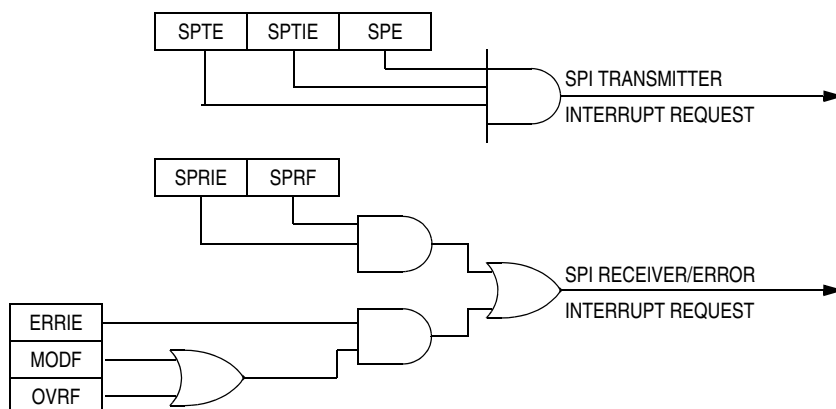 SPTE SPTIE SPE
SPI TRANSMITTER
INTERRUPT REQUEST
SPRIE SPRF
SPI RECEIVER/ERROR
INTERRUPT REQUEST
ERRIE
MODF
OVRF